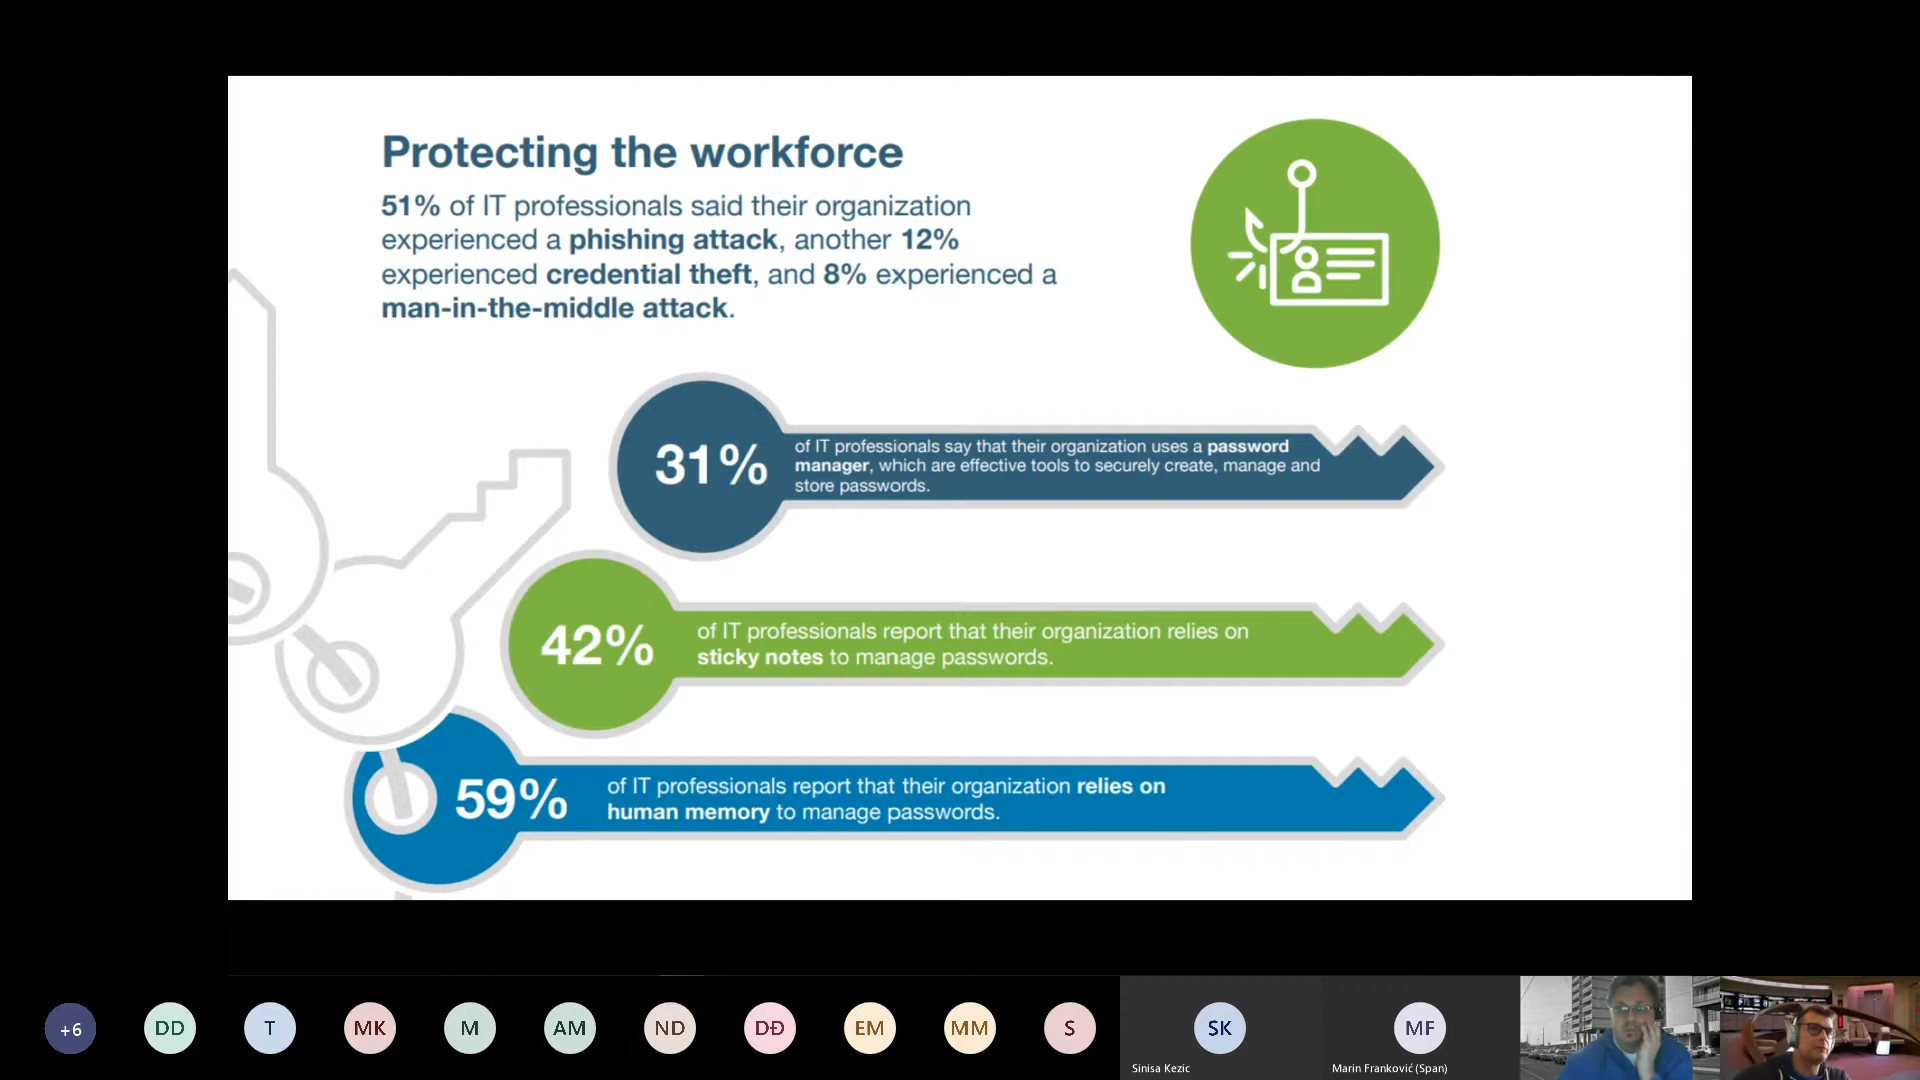 Protecting the workforce
51% of IT professionals said their organization
experienced a phishing attack, another 12%
experienced credential theft, and 8% experienced a
man-in-the-middle attack.
31%
of IT professionals say that their organization uses a password
manager, which are effective tools to securely create, manage and
store passwords.
42%
of IT professionals report that their organization relies on
sticky notes to manage passwords.
59%
of IT professionals report that their organization relies on
human memory to manage passwords.
+6
DD
T
MK
M
AM
ND
DĐ
EM
MM
S
SK
MF
Sinisa Kezic
Marin Franković (Span)